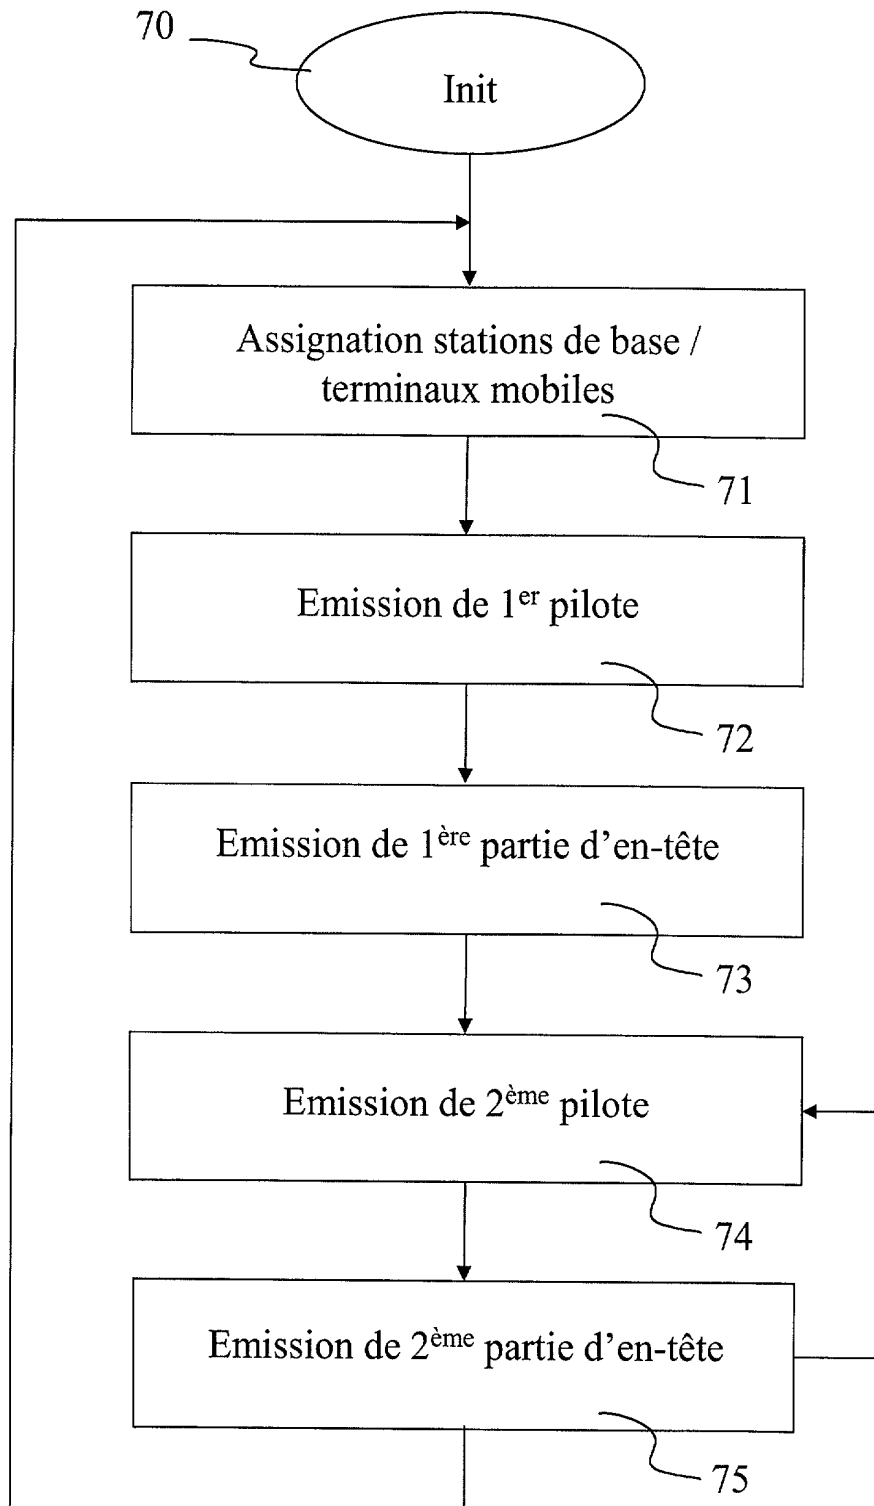 70
Init
Assignation stations de base /
terminaux mobiles
71
Emission de 1er pilote
72
Emission de 1ère partie d’en-tête
73
Emission de 2ème pilote
74
Emission de 2ème partie d’en-tête
75